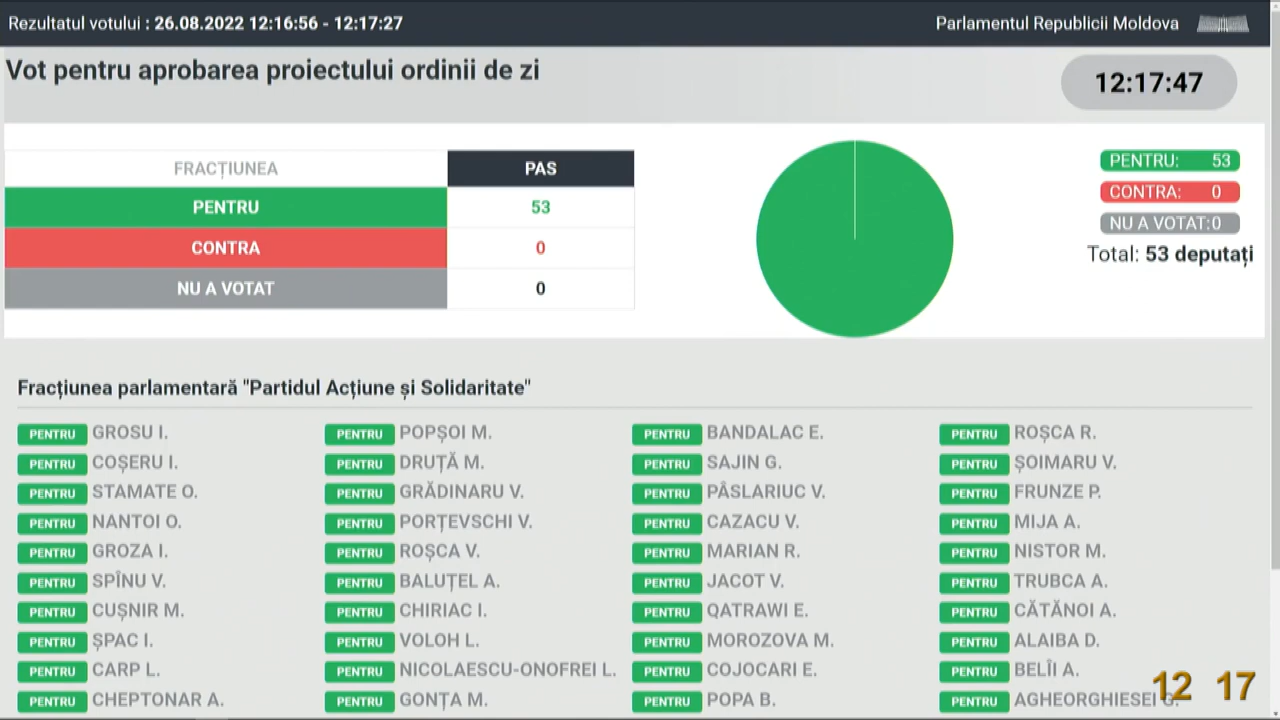 Rezultatul votului : 26.08.2022 12:16:56 - 12:17:27
Parlamentul Republicii Moldova
Vot pentru aprobarea proiectului ordinii de zi
12:17:47
FRACȚIUNEA PAS
PENTRU 53
CONTRA 0
NU A VOTAT 0
PENTRU: 53
CONTRA: 0
NU A VOTAT:0
Total: 53 deputați
Fracțiunea parlamentară "Partidul Acțiune și Solidaritate"
PENTRU GROSU I. PENTRU POPȘOI M. PENTRU BANDALAC E. PENTRU ROȘCA R.
PENTRU COȘERU I. PENTRU DRUȚĂ M. PENTRU SAJIN G. PENTRU ȘOIMARU V.
PENTRU STAMATE O. PENTRU GRĂDINARU V. PENTRU PÂSLARIUC V. PENTRU FRUNZE P.
PENTRU NANTOI O. PENTRU PORȚEVSCHI V. PENTRU CAZACU V. PENTRU MIJA A.
PENTRU GROZA I. PENTRU ROȘCA V. PENTRU MARIAN R. PENTRU NISTOR M.
PENTRU SPÎNU V. PENTRU BALUȚEL A. PENTRU JACOT V. PENTRU TRUBCA A.
PENTRU CUȘNIR M. PENTRU CHIRIAC I. PENTRU QATRAWI E. PENTRU CĂTĂNOI A.
PENTRU ȘPAC I. PENTRU VOLOH L. PENTRU MOROZOVA M. PENTRU ALAIBA D.
PENTRU CARP L. PENTRU NICOLAESCU-ONOFREI L. PENTRU COJOCARI E. PENTRU BELÎI A.
PENTRU CHEPTONAR A. PENTRU GONȚA M. PENTRU POPA B. PENTRU AGHEORGHIESEI G.
12 17